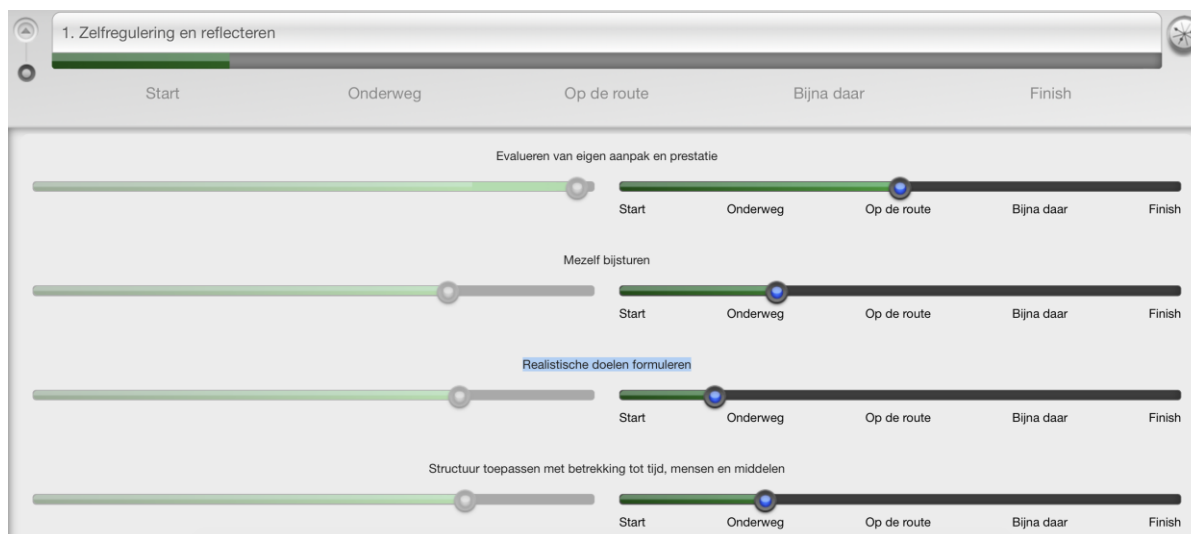 1. Zelfregulering en reflecteren
Start Onderweg Op de route Bijna daar Finish
Evalueren van eigen aanpak en prestatie
Start Onderweg Op de route Bijna daar Finish
Mezelf bijsturen
Start Onderweg Op de route Bijna daar Finish
Realistische doelen formuleren
Start Onderweg Op de route Bijna daar Finish
Structuur toepassen met betrekking tot tijd, mensen en middelen
Start Onderweg Op de route Bijna daar Finish